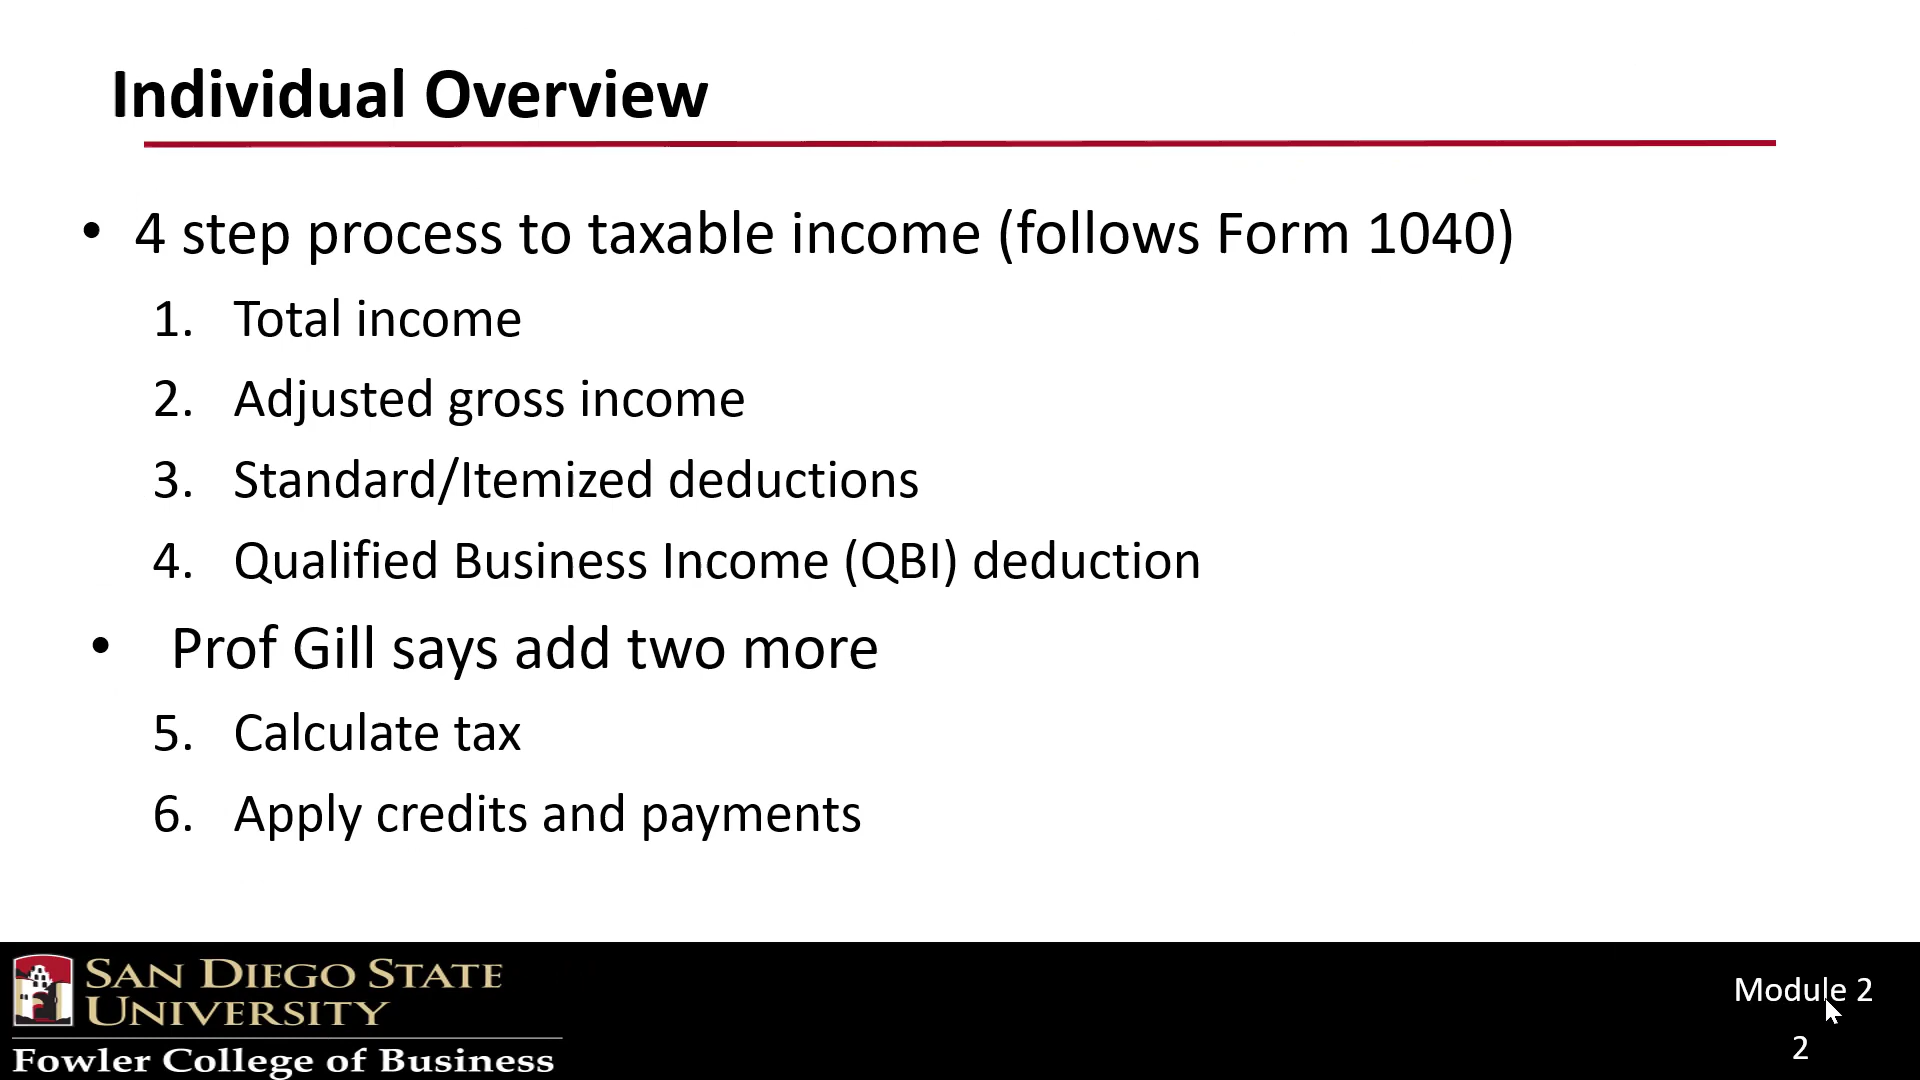 Individual Overview
• 4 step process to taxable income (follows Form 1040)
1. Total income
2. Adjusted gross income
3. Standard/Itemized deductions
4. Qualified Business Income (QBI) deduction
• Prof Gill says add two more
5. Calculate tax
6. Apply credits and payments
SAN DIEGO STATE
UNIVERSITY
Fowler College of Business
Module 2
2